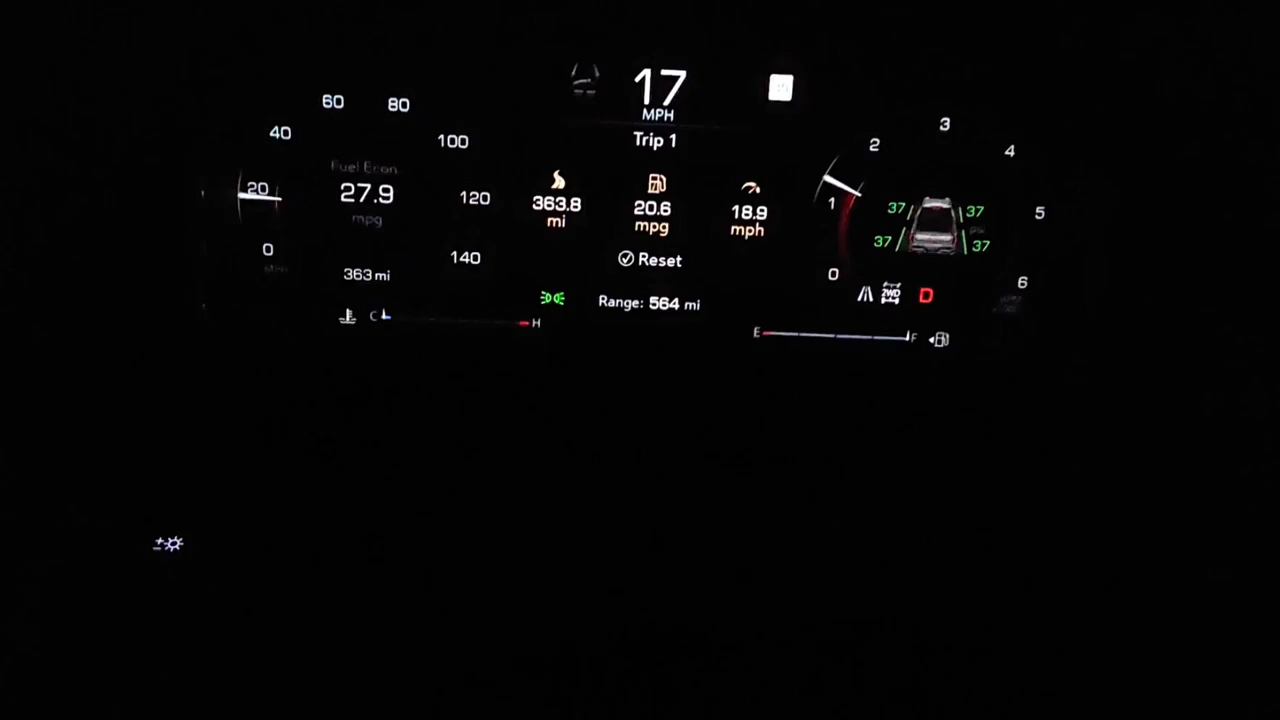 17
MPH
Trip 1
60 80
40
100
20
120
0
140
Fuel Econ
27.9
mpg
363 mi
C H
363.8
mi
20.6
mpg
18.9
mph
Reset
Range: 564 mi
3
2 4
1 5
0 6
37 37
psi
37 37
2WD D
E F